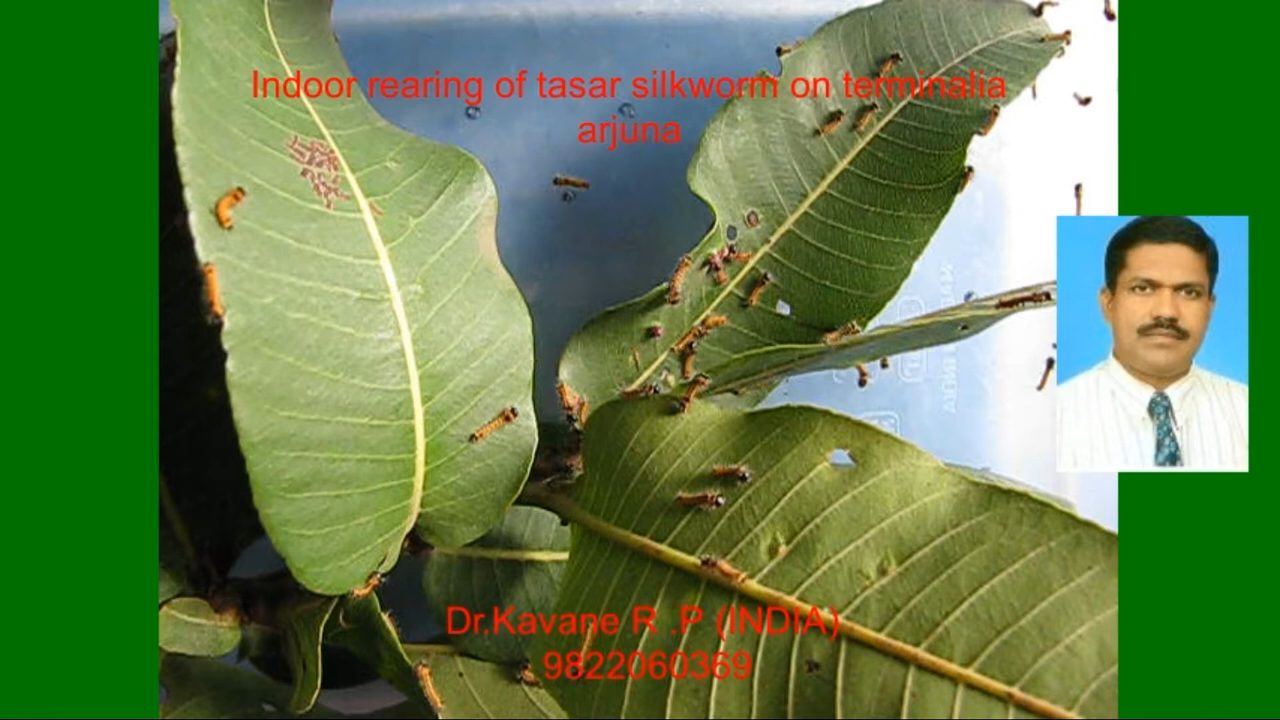 Indoor rearing of tasar silkworm on terminalia
arjuna
Dr.Kavane R .P (INDIA)
9822060369